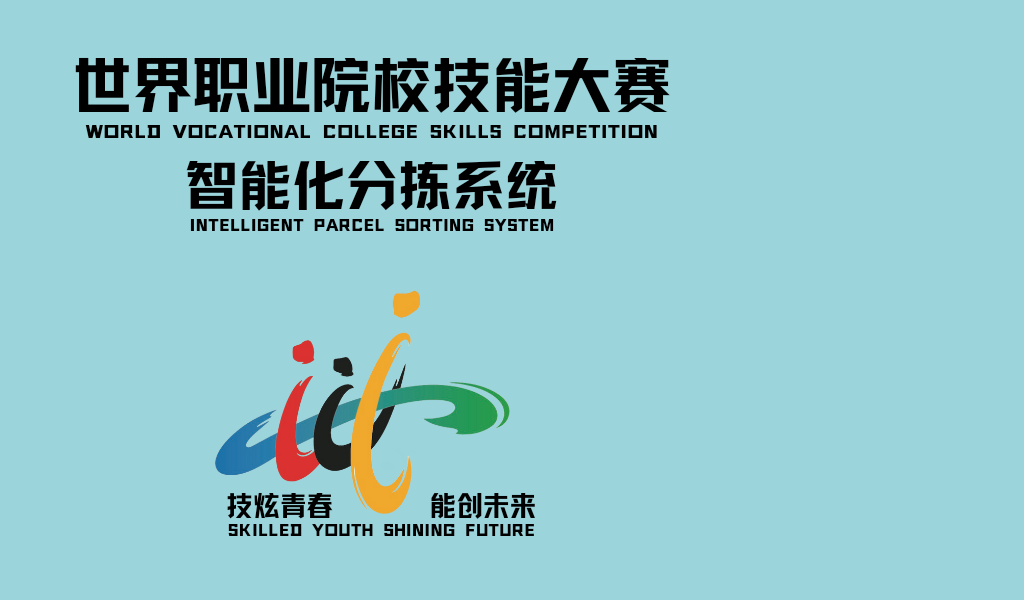 世界职业院校技能大赛
WORLD VOCATIONAL COLLEGE SKILLS COMPETITION
智能化分拣系统
INTELLIGENT PARCEL SORTING SYSTEM
技炫青春 能创未来
SKILLED YOUTH SHINING FUTURE